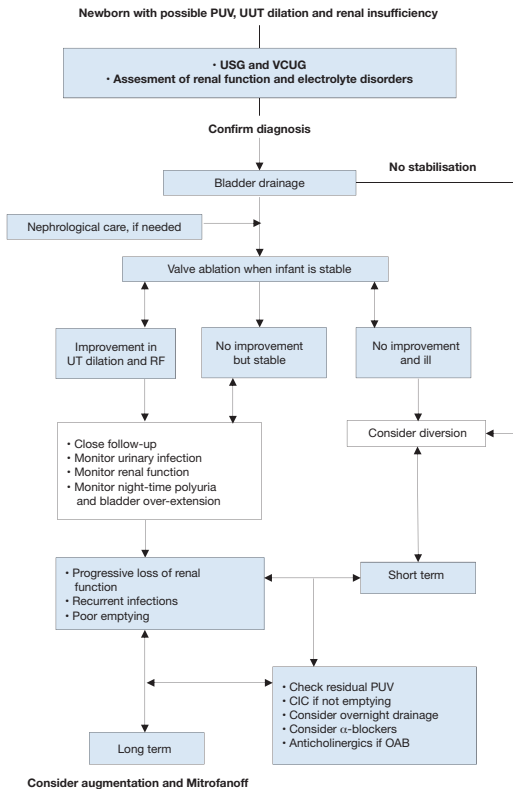 Newborn with possible PUV, UUT dilation and renal insufficiency
• USG and VCUG
• Assesment of renal function and electrolyte disorders
Confirm diagnosis
No stabilisation
Bladder drainage
Nephrological care, if needed
Valve ablation when infant is stable
Improvement in
UT dilation and RF
No improvement
but stable
No improvement
and ill
• Close follow-up
• Monitor urinary infection
• Monitor renal function
• Monitor night-time polyuria
and bladder over-extension
Consider diversion
• Progressive loss of renal
function
• Recurrent infections
• Poor emptying
Short term
• Check residual PUV
• CIC if not emptying
• Consider overnight drainage
• Consider α-blockers
• Anticholinergics if OAB
Long term
Consider augmentation and Mitrofanoff